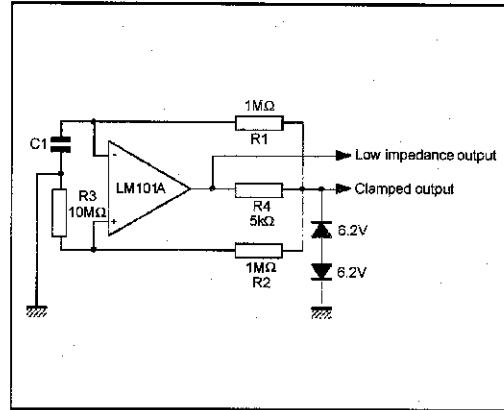 1MΩ
C1
R1
-
Low impedance output
LM101A
R3
10MΩ
+
Clamped output
R4
5kΩ
6.2V
1MΩ
R2
6.2V